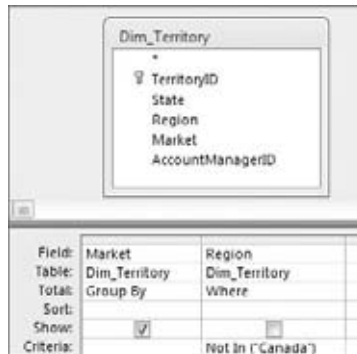 Dim_Territory
*
TerritoryID
State
Region
Market
AccountManagerID
Field: Market Region
Table: Dim_Territory Dim_Territory
Total: Group By Where
Sort:
Show:
Criteria: Not In ("Canada")